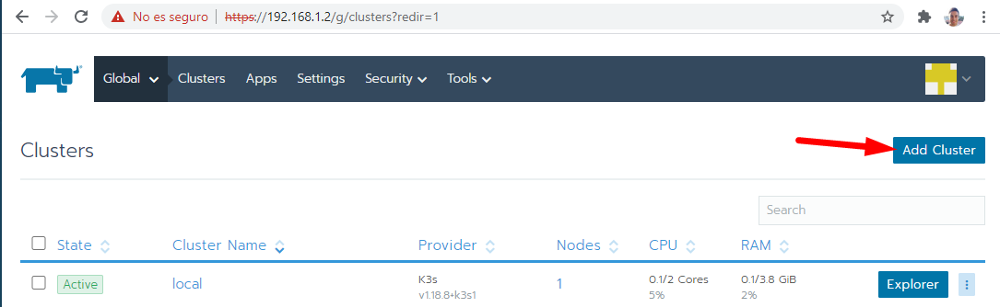 No es seguro https://192.168.1.2/g/clusters?redir=1
Global Clusters Apps Settings Security Tools
Clusters
Add Cluster
Search
State Cluster Name Provider Nodes CPU RAM
Active local K3s 1 0.1/2 Cores 0.1/3.8 GiB Explorer
v1.18.8+k3s1 5% 2%